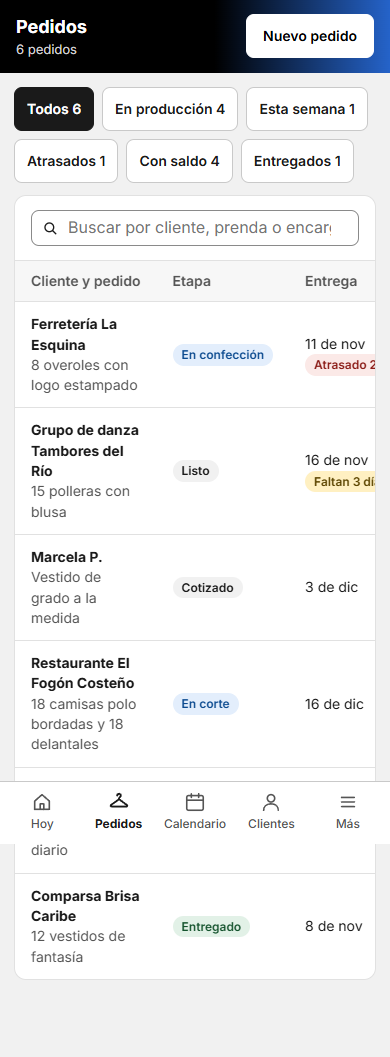 Pedidos
6 pedidos
Nuevo pedido
Todos 6
En producción 4
Esta semana 1
Atrasados 1
Con saldo 4
Entregados 1
Buscar por cliente, prenda o encar
Cliente y pedido
Etapa
Entrega
Ferretería La
Esquina
8 overoles con
logo estampado
En confección
11 de nov
Atrasado 2
Grupo de danza
Tambores del
Río
15 polleras con
blusa
Listo
16 de nov
Faltan 3 día
Marcela P.
Vestido de
grado a la
medida
Cotizado
3 de dic
Restaurante El
Fogón Costeño
18 camisas polo
bordadas y 18
delantales
En corte
16 de dic
Hoy
Pedidos
Calendario
Clientes
Más
diario
Comparsa Brisa
Caribe
12 vestidos de
fantasía
Entregado
8 de nov